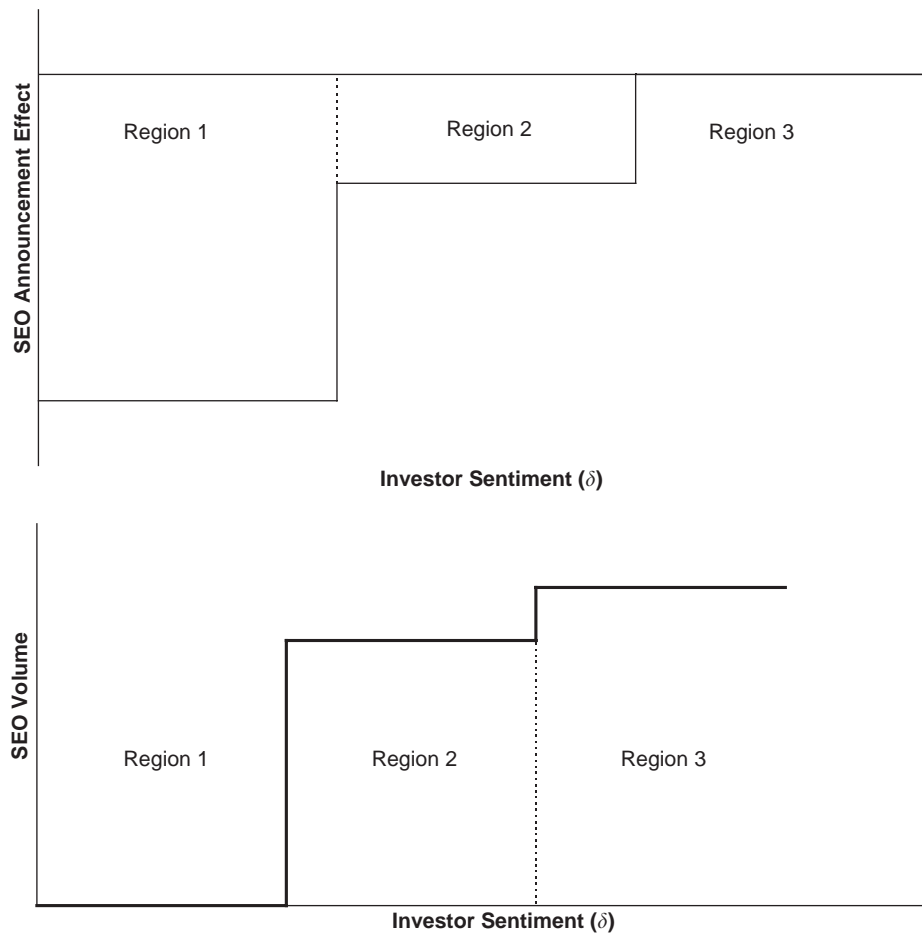 SEO Announcement Effect
Region 1
Region 2
Region 3
Investor Sentiment (δ)
SEO Volume
Region 1
Region 2
Region 3
Investor Sentiment (δ)